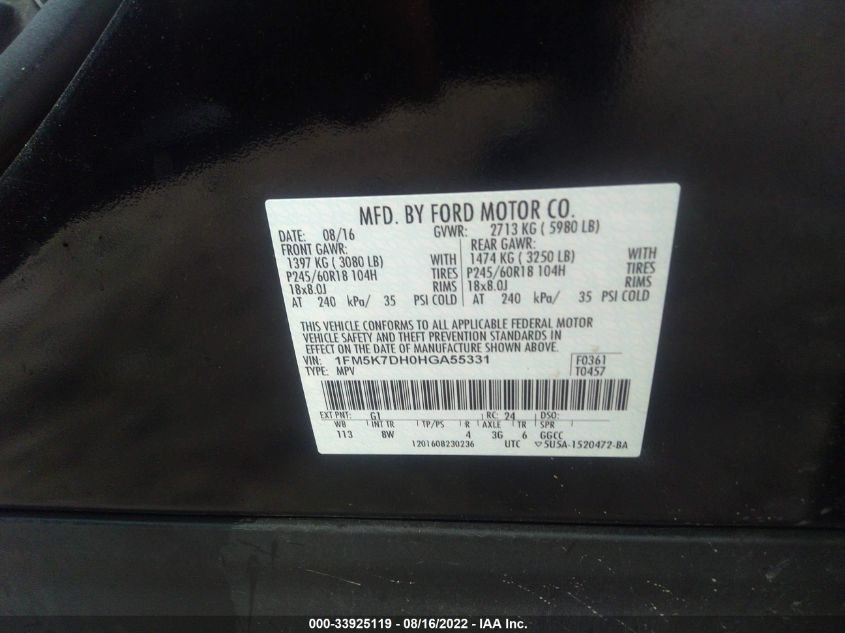 MFD. BY FORD MOTOR CO.
DATE: 08/16 GVWR: 2713 KG ( 5980 LB)
FRONT GAWR: REAR GAWR:
1397 KG ( 3080 LB) WITH 1474 KG ( 3250 LB) WITH
P245/60R18 104H TIRES P245/60R18 104H TIRES
18x8.0J RIMS 18x8.0J RIMS
AT 240 kPa/ 35 PSI COLD AT 240 kPa/ 35 PSI COLD
THIS VEHICLE CONFORMS TO ALL APPLICABLE FEDERAL MOTOR
VEHICLE SAFETY AND THEFT PREVENTION STANDARDS IN
EFFECT ON THE DATE OF MANUFACTURE SHOWN ABOVE.
VIN: 1FM5K7DH0HGA55331 F0361
TYPE: MPV T0457
EXT PNT: G1 RC: 24 DSO:
WB INT TR TP/PS R AXLE TR SPR
113 8W 4 3G 6 GGCC
1201608230236 UTC ▽5U5A-1520472-BA
000-33925119 - 08/16/2022 - IAA Inc.